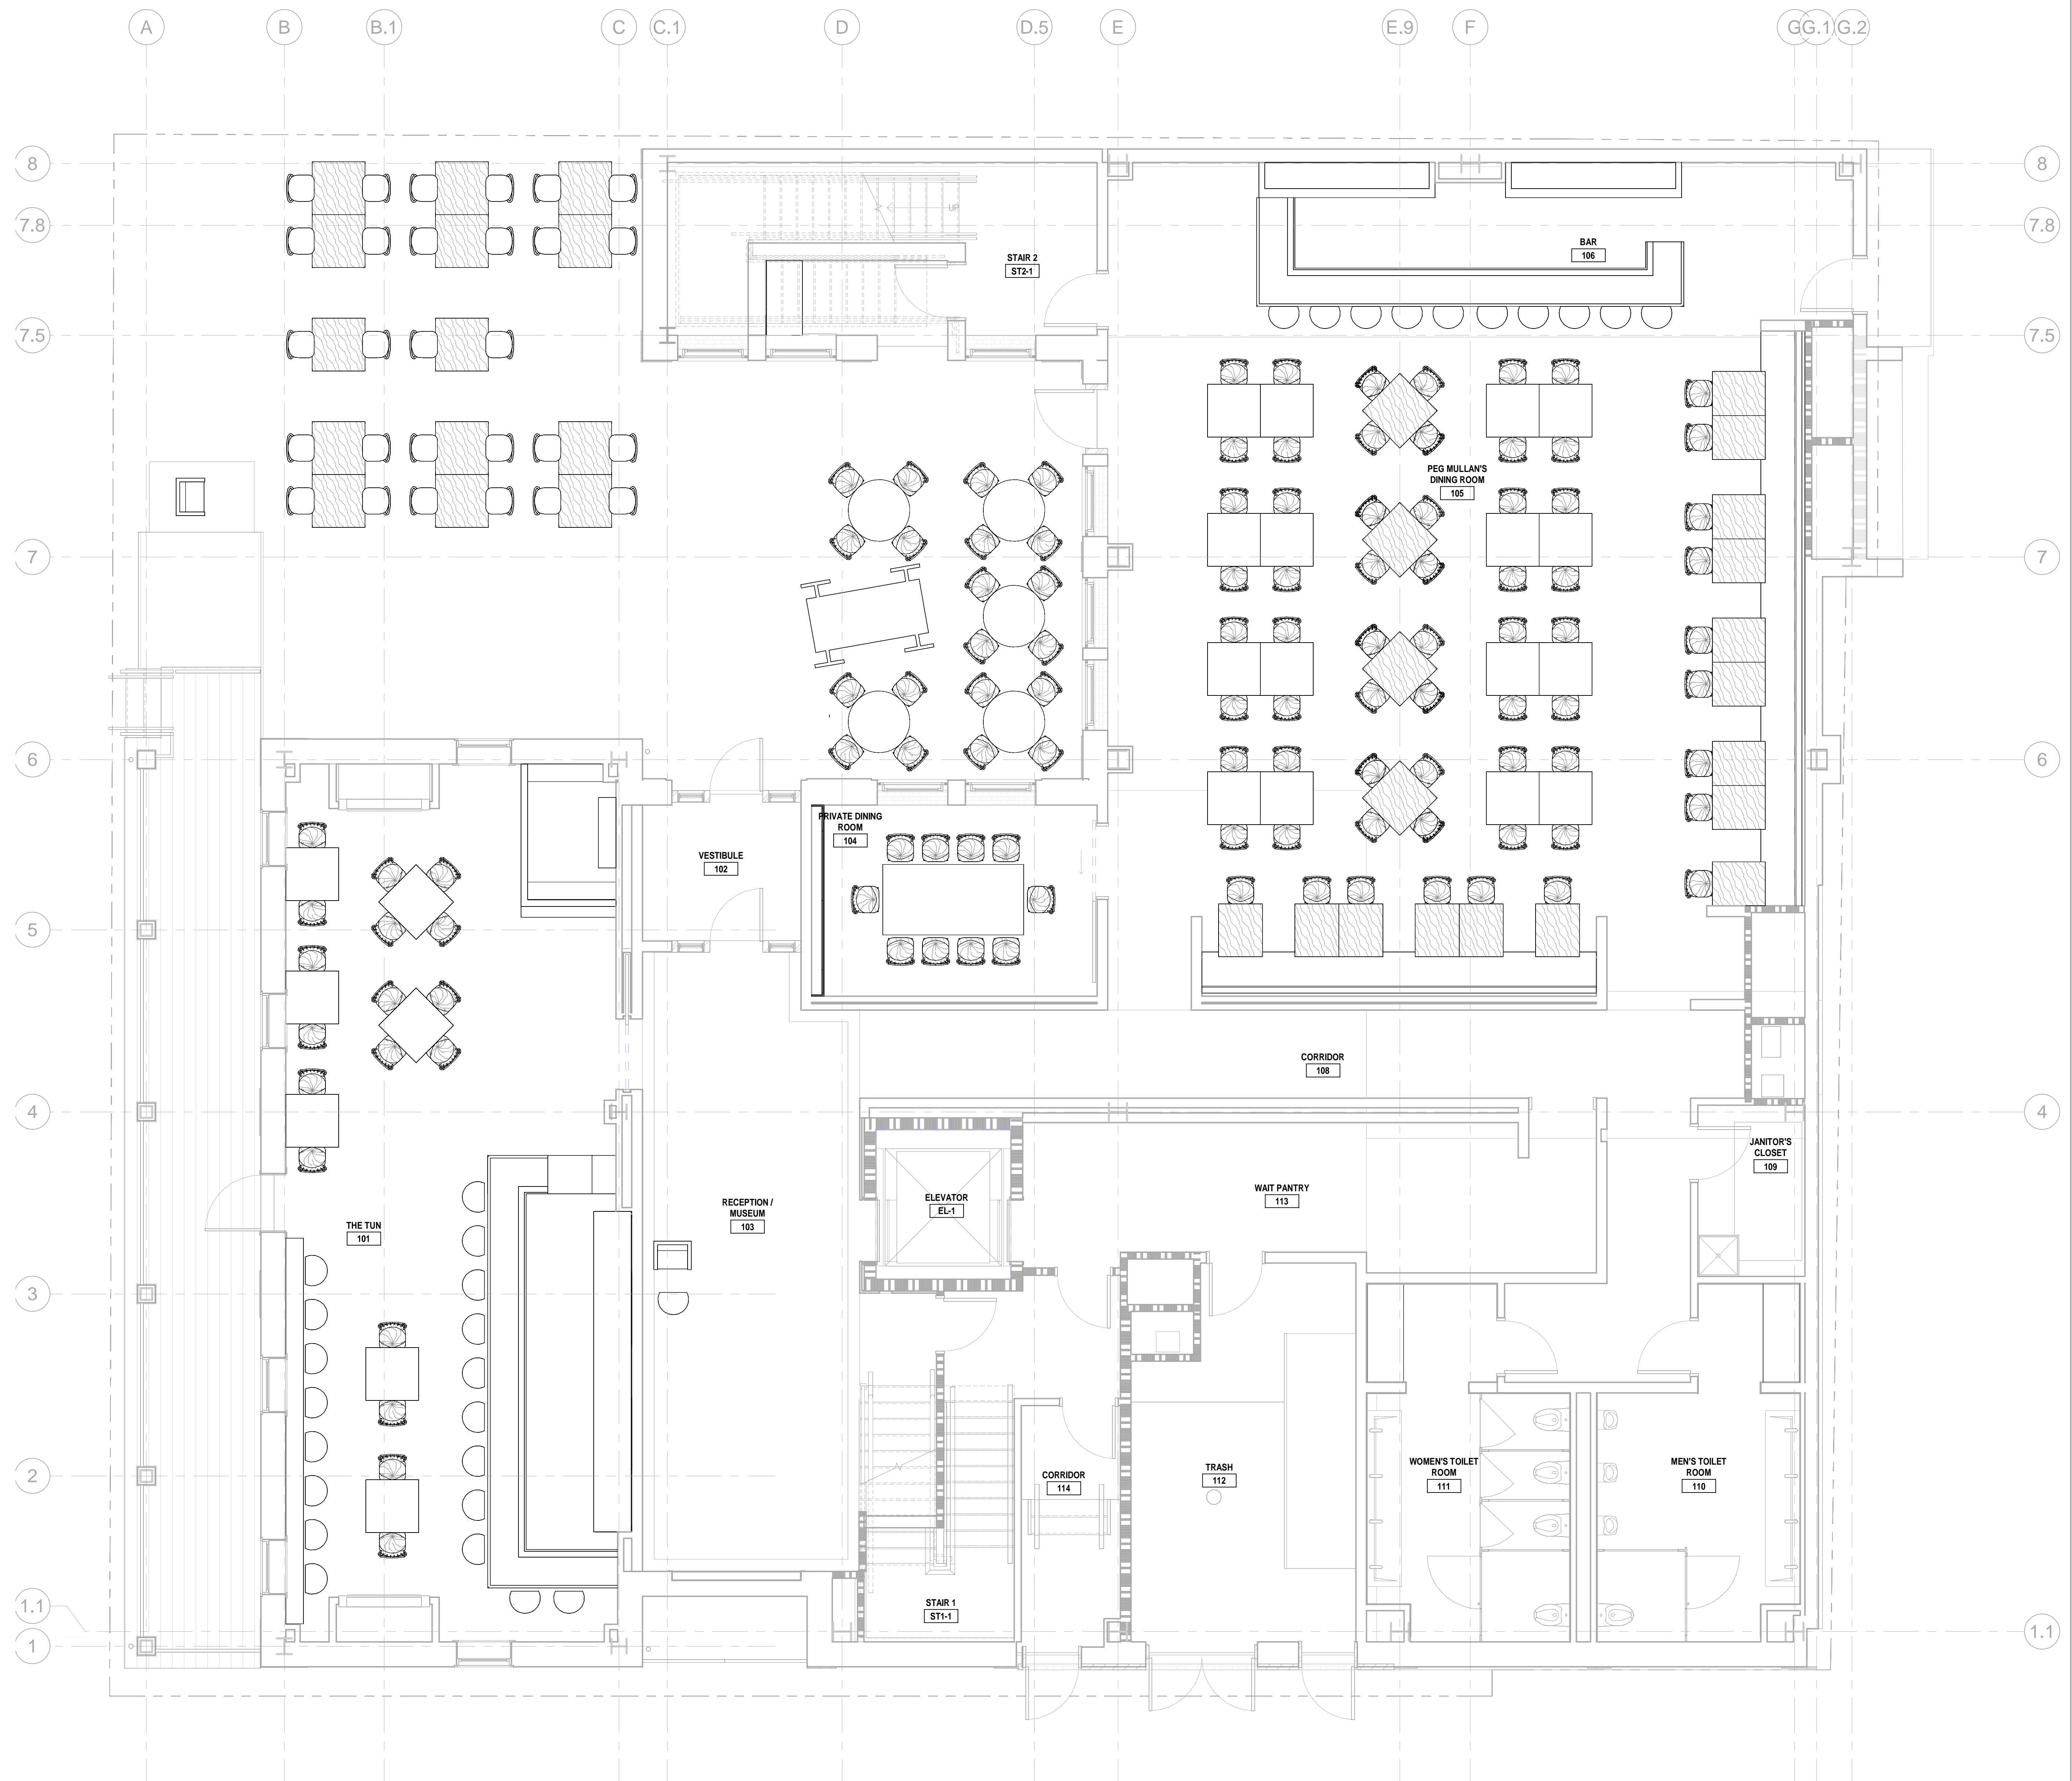 A B B.1 C C.1 D D.5 E E.9 F G G.1 G.2
8 8
7.8 7.8
UP
BAR
106
STAIR 2
ST2-1
7.5 7.5
PEG MULLAN'S
DINING ROOM
105
7 7
6 6
PRIVATE DINING
ROOM
104
VESTIBULE
102
5
CORRIDOR
108
4 4
JANITOR'S
CLOSET
109
WAIT PANTRY
113
ELEVATOR
EL-1
RECEPTION /
MUSEUM
103
THE TUN
101
3
WOMEN'S TOILET
ROOM
111
MEN'S TOILET
ROOM
110
TRASH
112
CORRIDOR
114
2
STAIR 1
ST1-1
1.1 1.1
1